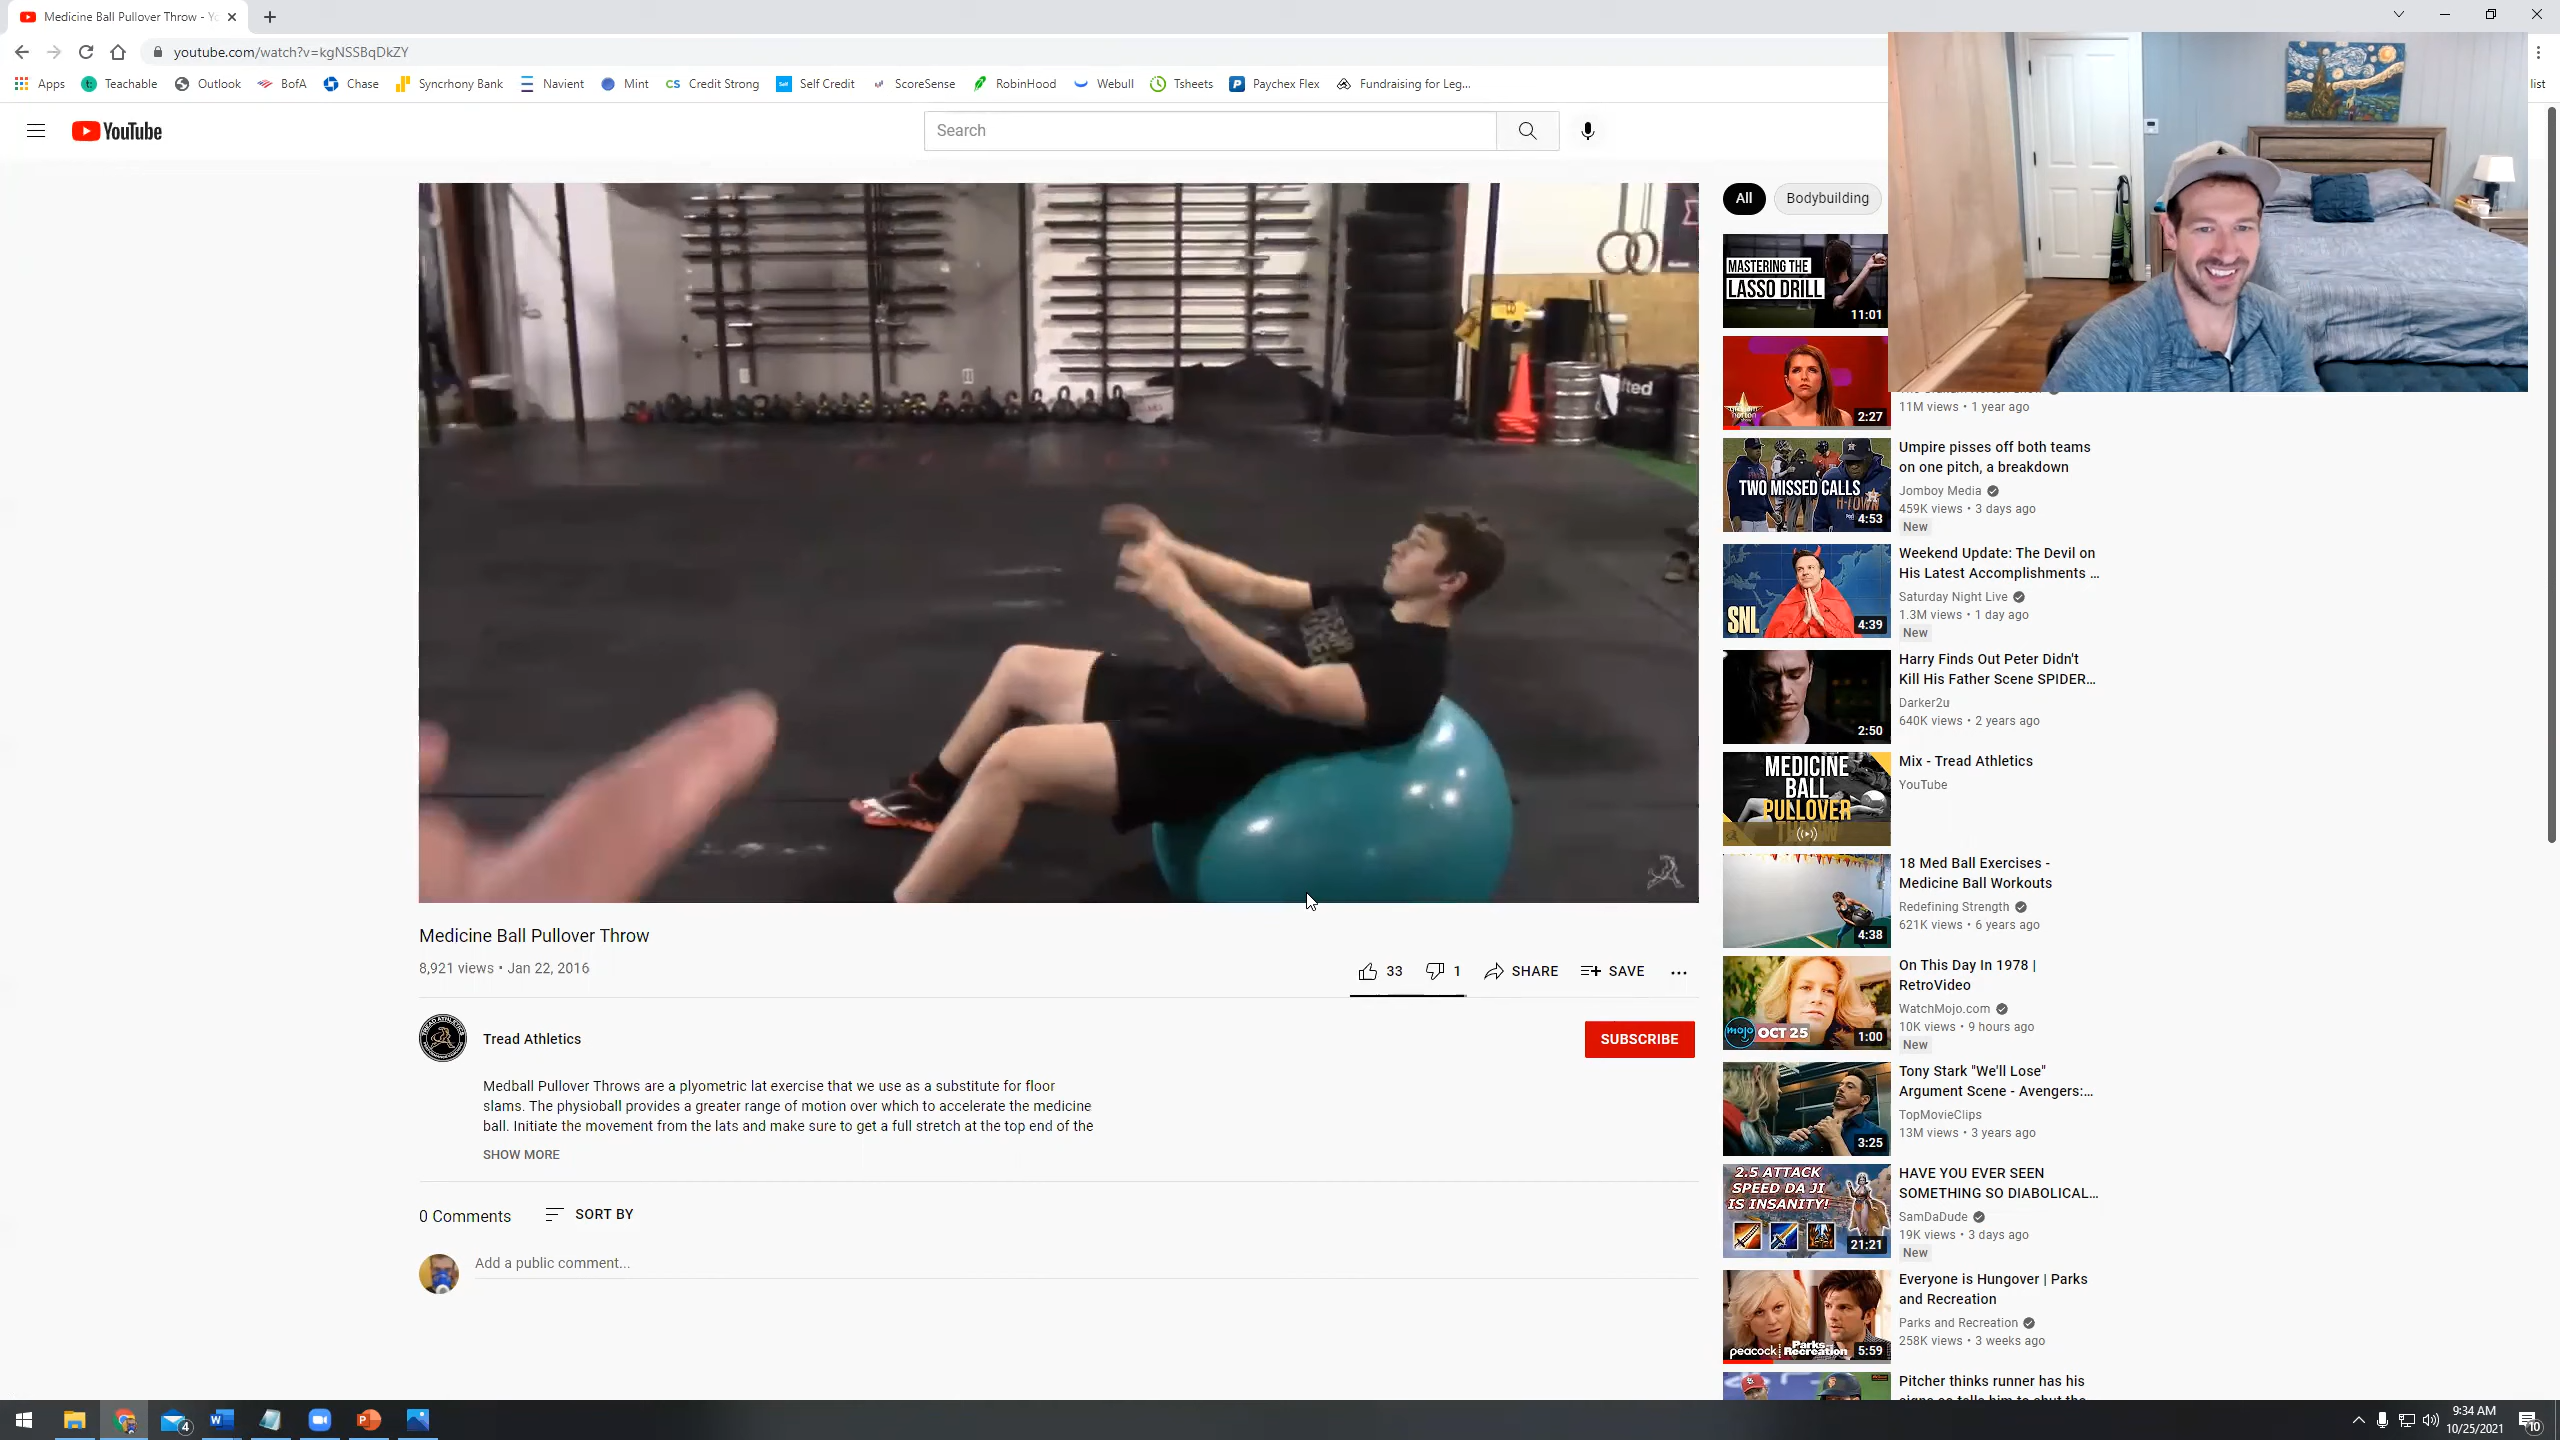 Medicine Ball Pullover Throw - Yo
youtube.com/watch?v=kgNSSBqDkZY
Apps Teachable Outlook BofA Chase Syncrhony Bank Navient Mint Credit Strong Self Credit ScoreSense RobinHood Webull Tsheets Paychex Flex Fundraising for Leg...
list
YouTube
Search
All
Bodybuilding
MASTERING THE
LASSO DRILL
11:01
2:27
11M views • 1 year ago
TWO MISSED CALLS
4:53
Umpire pisses off both teams
on one pitch, a breakdown
Jomboy Media
459K views • 3 days ago
New
SNL
4:39
Weekend Update: The Devil on
His Latest Accomplishments ...
Saturday Night Live
1.3M views • 1 day ago
New
2:50
Harry Finds Out Peter Didn't
Kill His Father Scene SPIDER...
Darker2u
640K views • 2 years ago
MEDICINE
BALL
PULLOVER
THROW
Mix - Tread Athletics
YouTube
4:38
18 Med Ball Exercises -
Medicine Ball Workouts
Redefining Strength
621K views • 6 years ago
mojo OCT 25
1:00
On This Day In 1978 |
RetroVideo
WatchMojo.com
10K views • 9 hours ago
New
3:25
Tony Stark "We'll Lose"
Argument Scene - Avengers:...
TopMovieClips
13M views • 3 years ago
2.5 ATTACK
SPEED DA JI
IS INSANITY!
21:21
HAVE YOU EVER SEEN
SOMETHING SO DIABOLICAL...
SamDaDude
19K views • 3 days ago
New
peacock Parks and Recreation
5:59
Everyone is Hungover | Parks
and Recreation
Parks and Recreation
258K views • 3 weeks ago
Pitcher thinks runner has his
Medicine Ball Pullover Throw
8,921 views • Jan 22, 2016
33 1 SHARE SAVE
Tread Athletics
SUBSCRIBE
Medball Pullover Throws are a plyometric lat exercise that we use as a substitute for floor
slams. The physioball provides a greater range of motion over which to accelerate the medicine
ball. Initiate the movement from the lats and make sure to get a full stretch at the top end of the
SHOW MORE
0 Comments SORT BY
Add a public comment...
4
9:34 AM
10/25/2021
10